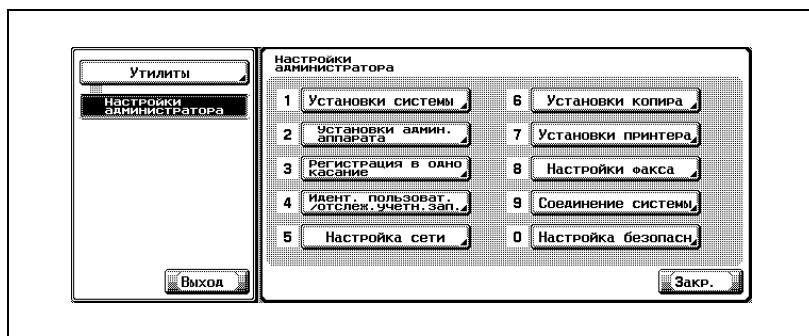 Утилиты
Настройки
администратора
Выход
Настройки
администратора
1 Установки системы
2 Установки админ.
аппарата
3 Регистрация в одно
касание
4 Идент. пользоват.
/отслеж.учетн.зап.
5 Настройка сети
6 Установки копира
7 Установки принтера
8 Настройки факса
9 Соединение системы
0 Настройка безопасн
Закр.